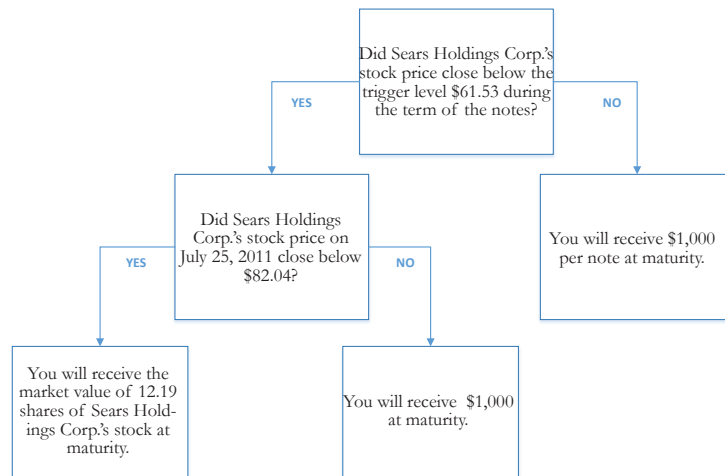 Did Sears Holdings Corp.'s
stock price close below the
trigger level $61.53 during
the term of the notes?
YES
NO
Did Sears Holdings
Corp.'s stock price on
July 25, 2011 close below
$82.04?
You will receive $1,000
per note at maturity.
YES
NO
You will receive the
market value of 12.19
shares of Sears Hold-
ings Corp.'s stock at
maturity.
You will receive $1,000
at maturity.